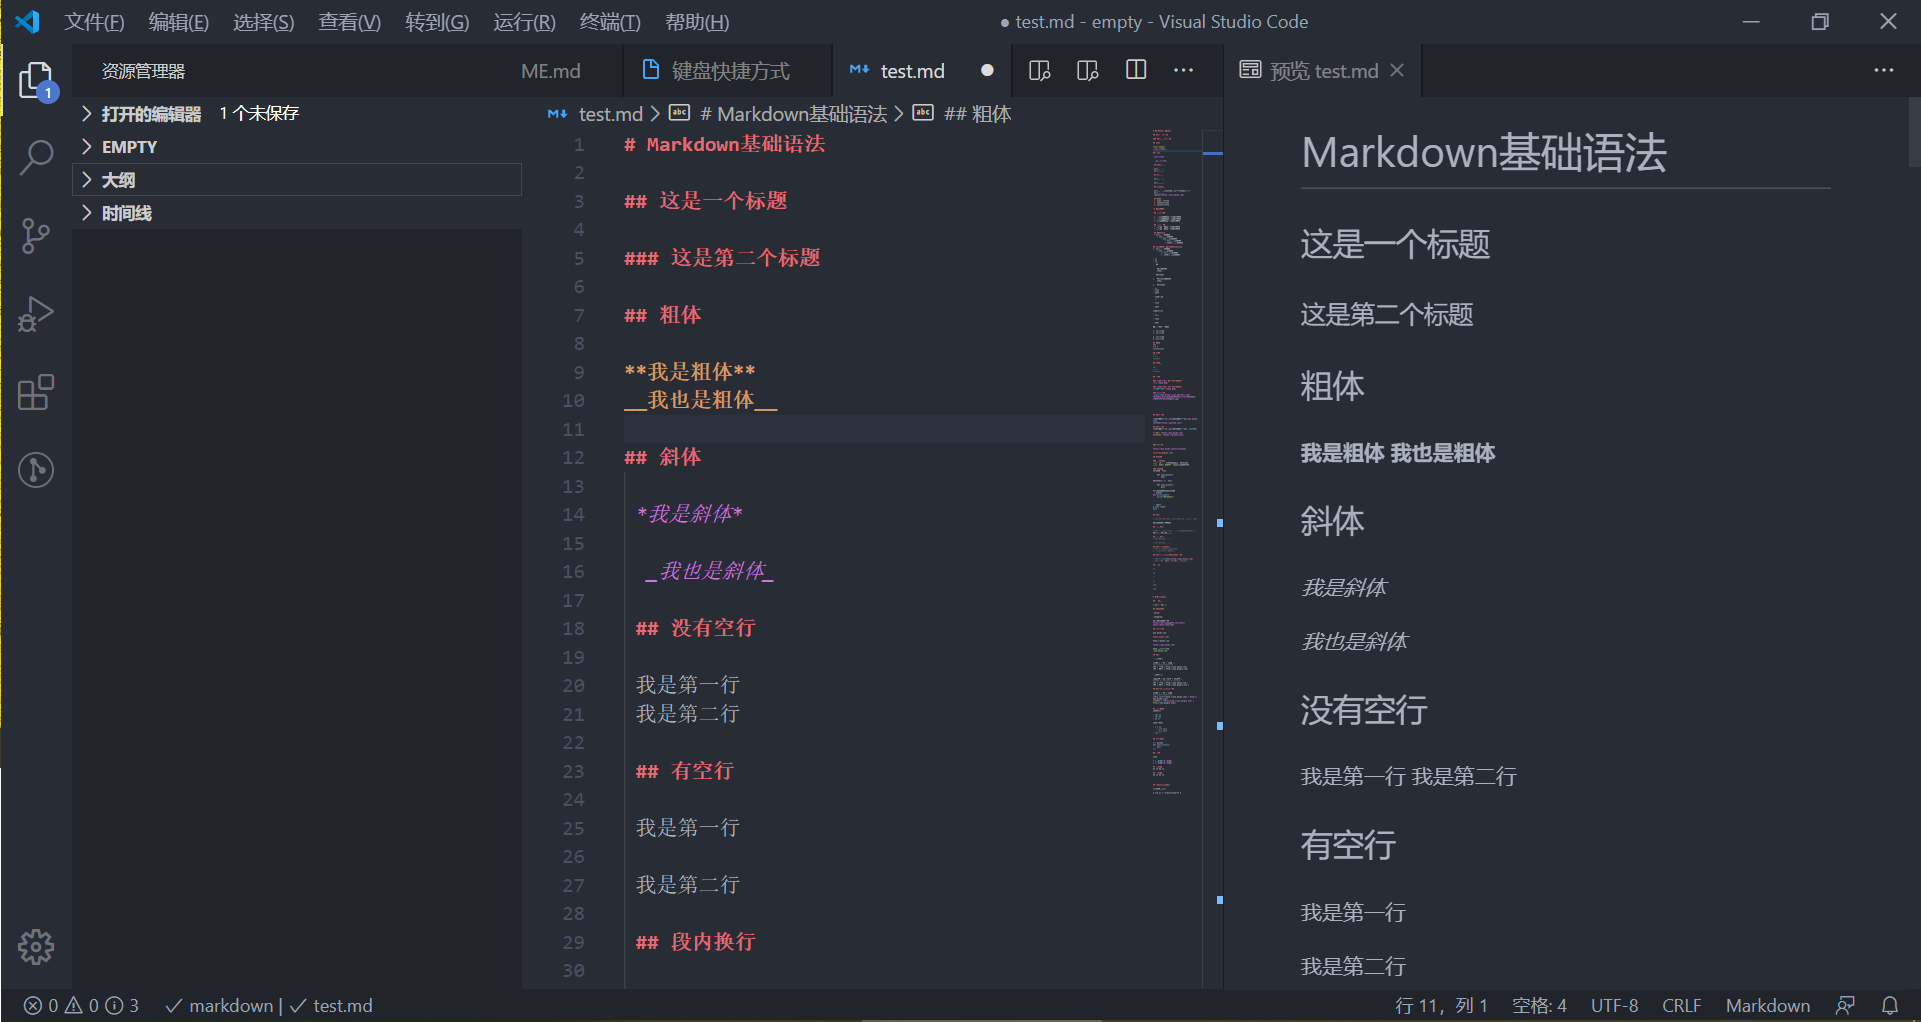 文件(F) 编辑(E) 选择(S) 查看(V) 转到(G) 运行(R) 终端(T) 帮助(H)
● test.md - empty - Visual Studio Code
资源管理器
1
打开的编辑器 1 个未保存
EMPTY
大纲
时间线
ME.md 键盘快捷方式 test.md
test.md > # Markdown基础语法 > ## 粗体
1 # Markdown基础语法
2
3 ## 这是一个标题
4
5 ### 这是第二个标题
6
7 ## 粗体
8
9 **我是粗体**
10 __我也是粗体__
11
12 ## 斜体
13
14 *我是斜体*
15
16 _我也是斜体_
17
18 ## 没有空行
19
20 我是第一行
21 我是第二行
22
23 ## 有空行
24
25 我是第一行
26
27 我是第二行
28
29 ## 段内换行
30
预览 test.md
Markdown基础语法
这是一个标题
这是第二个标题
粗体
我是粗体 我也是粗体
斜体
我是斜体
我也是斜体
没有空行
我是第一行 我是第二行
有空行
我是第一行
我是第二行
0 0 3 markdown | test.md
行 11，列 1 空格: 4 UTF-8 CRLF Markdown